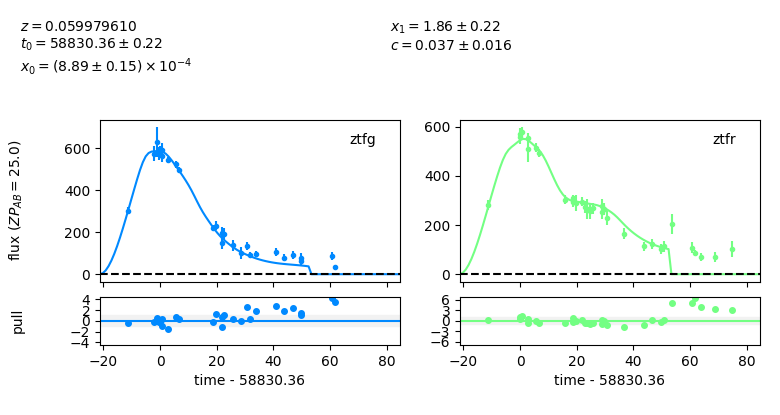 z = 0.059979610
t₀ = 58830.36 ± 0.22
x₀ = (8.89 ± 0.15) × 10⁻⁴
x₁ = 1.86 ± 0.22
c = 0.037 ± 0.016
flux (ZP_AB = 25.0)
600
400
200
0
ztfg
600
400
200
0
ztfr
pull
4
2
0
−2
−4
6
3
0
−3
−6
−20 0 20 40 60 80
−20 0 20 40 60 80
time - 58830.36
time - 58830.36